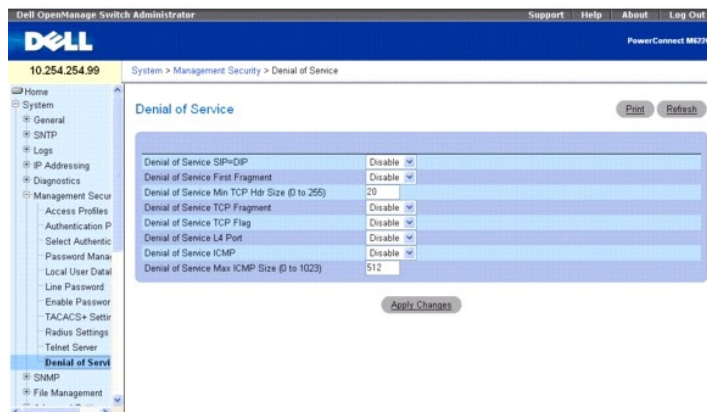 Dell OpenManage Switch Administrator
Support Help About Log Out
DELL
PowerConnect M6220
10.254.254.99
System > Management Security > Denial of Service
Home
System
General
SNTP
Logs
IP Addressing
Diagnostics
Management Secur
Access Profiles
Authentication P
Select Authentic
Password Mana
Local User Datal
Line Password
Enable Passwor
TACACS+ Settir
Radius Settings
Telnet Server
Denial of Servi
SNMP
File Management
Denial of Service
Print Refresh
Denial of Service SIP=DIP Disable
Denial of Service First Fragment Disable
Denial of Service Min TCP Hdr Size (0 to 255) 20
Denial of Service TCP Fragment Disable
Denial of Service TCP Flag Disable
Denial of Service L4 Port Disable
Denial of Service ICMP Disable
Denial of Service Max ICMP Size (0 to 1023) 512
Apply Changes